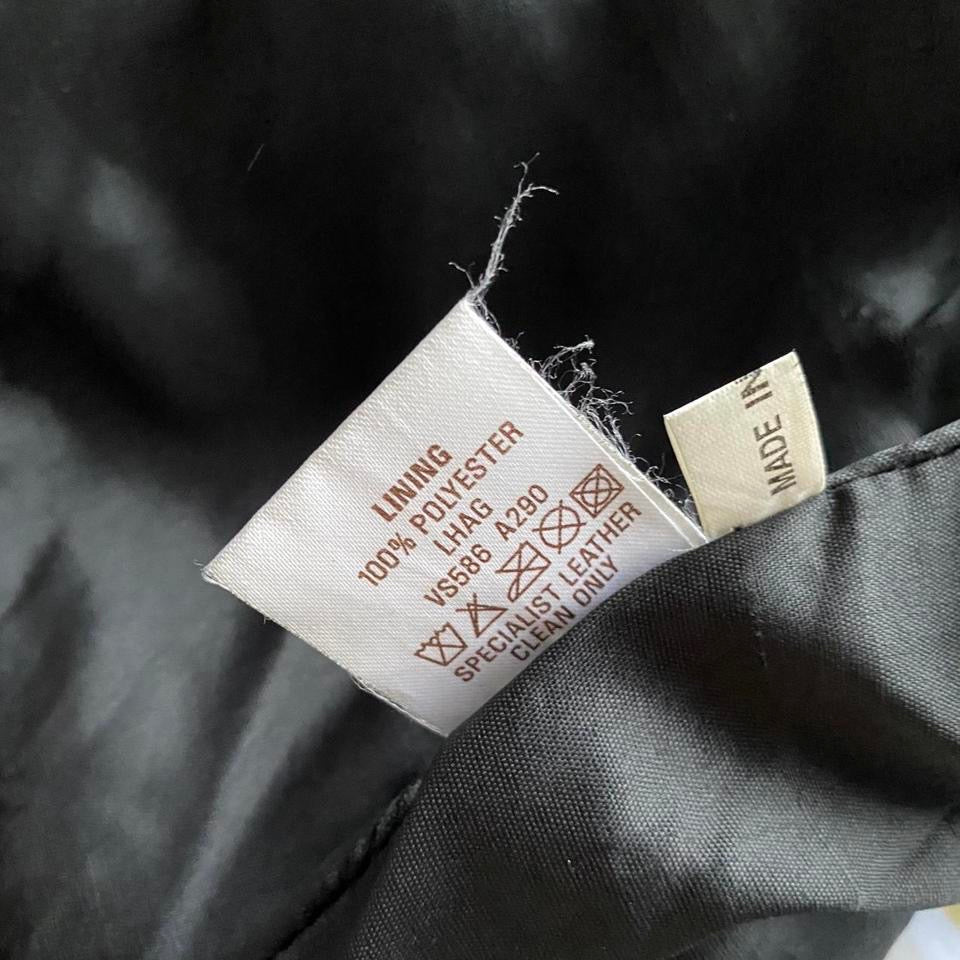 LINING
100% POLYESTER
LHAG
VS586 A290
SPECIALIST LEATHER
CLEAN ONLY
MADE IN